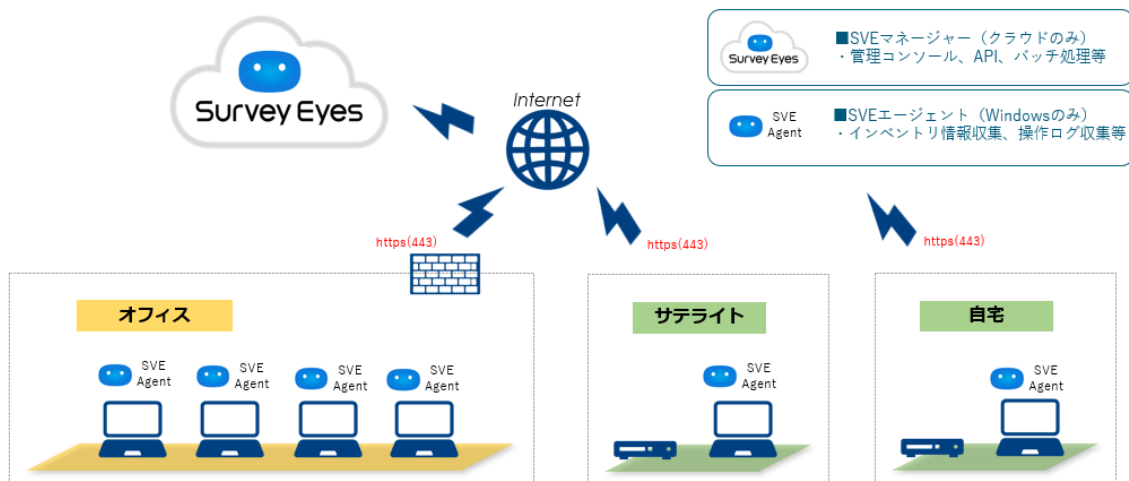 Survey Eyes
Internet
Survey Eyes
■SVEマネージャー（クラウドのみ）
・管理コンソール、API、バッチ処理等
SVE
Agent
■SVEエージェント（Windowsのみ）
・インベントリ情報収集、操作ログ収集等
https(443)
https(443)
https(443)
オフィス
サテライト
自宅
SVE
Agent
SVE
Agent
SVE
Agent
SVE
Agent
SVE
Agent
SVE
Agent